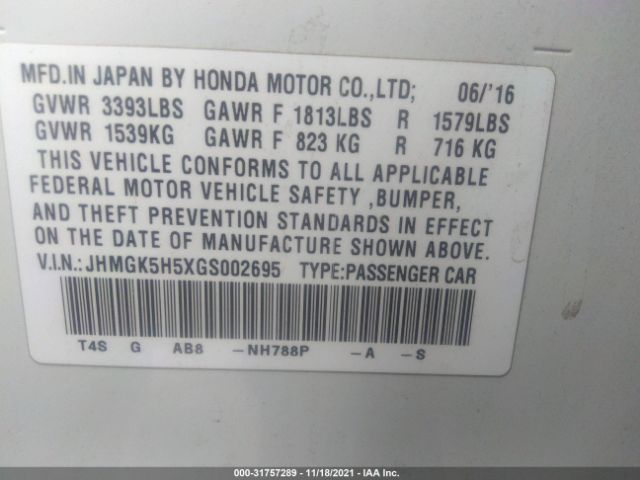 MFD.IN JAPAN BY HONDA MOTOR CO.,LTD; 06/'16
GVWR 3393LBS GAWR F 1813LBS R 1579LBS
GVWR 1539KG GAWR F 823 KG R 716 KG
THIS VEHICLE CONFORMS TO ALL APPLICABLE
FEDERAL MOTOR VEHICLE SAFETY ,BUMPER,
AND THEFT PREVENTION STANDARDS IN EFFECT
ON THE DATE OF MANUFACTURE SHOWN ABOVE.
V.I.N.: JHMGK5H5XGS002695 TYPE:PASSENGER CAR
T4S G AB8 -NH788P -A -S
000-31757289 - 11/18/2021 - IAA Inc.